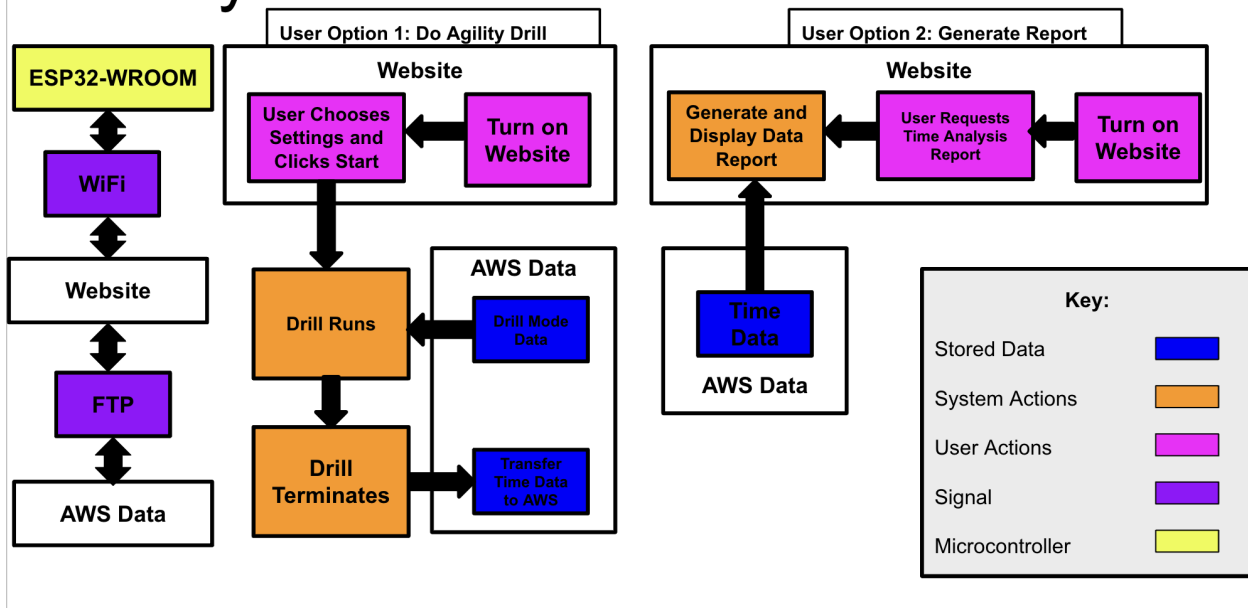 y
ESP32-WROOM
WiFi
Website
FTP
AWS Data
User Option 1: Do Agility Drill
Website
User Chooses
Settings and
Clicks Start
Turn on
Website
Drill Runs
Drill
Terminates
AWS Data
Drill Mode
Data
Transfer
Time Data
to AWS
User Option 2: Generate Report
Website
Generate and
Display Data
Report
User Requests
Time Analysis
Report
Turn on
Website
Time
Data
AWS Data
Key:
Stored Data
System Actions
User Actions
Signal
Microcontroller